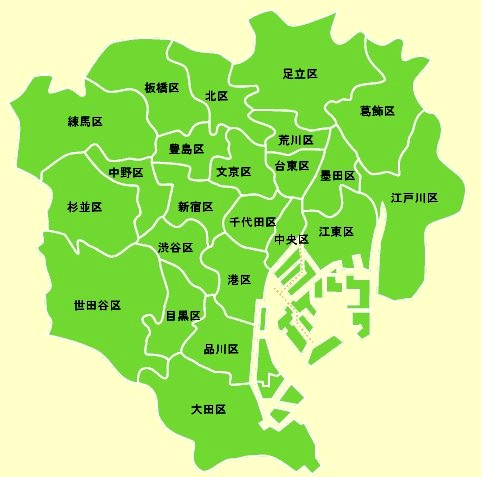 足立区
板橋区
北区
葛飾区
練馬区
荒川区
豊島区
台東区
中野区
文京区
墨田区
江戸川区
杉並区
新宿区
千代田区
江東区
中央区
渋谷区
港区
世田谷区
目黒区
品川区
大田区